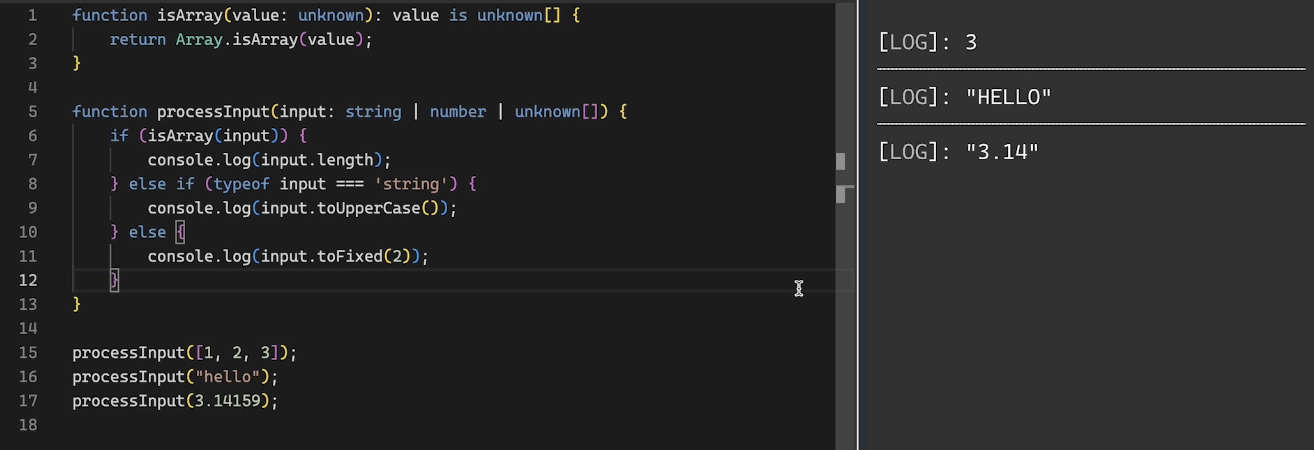 1 function isArray(value: unknown): value is unknown[] {
2 return Array.isArray(value);
3 }
4
5 function processInput(input: string | number | unknown[]) {
6 if (isArray(input)) {
7 console.log(input.length);
8 } else if (typeof input === 'string') {
9 console.log(input.toUpperCase());
10 } else {
11 console.log(input.toFixed(2));
12 }
13 }
14
15 processInput([1, 2, 3]);
16 processInput("hello");
17 processInput(3.14159);
18
[LOG]: 3
[LOG]: "HELLO"
[LOG]: "3.14"